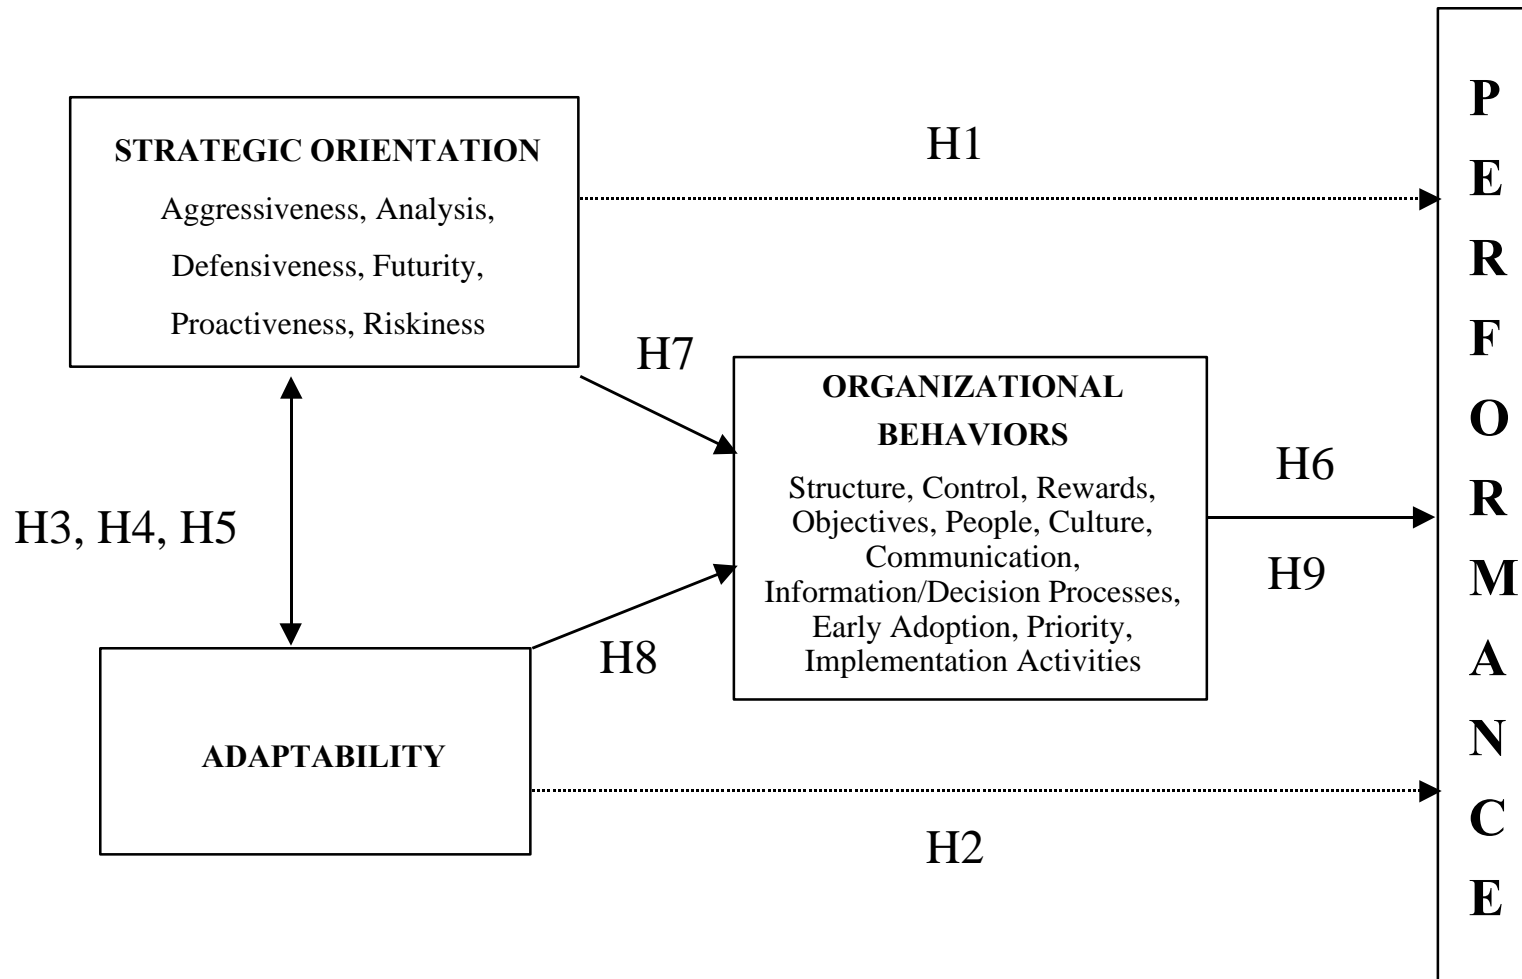 STRATEGIC ORIENTATION
Aggressiveness, Analysis,
Defensiveness, Futurity,
Proactiveness, Riskiness
H1
H7
ORGANIZATIONAL
BEHAVIORS
Structure, Control, Rewards,
Objectives, People, Culture,
Communication,
Information/Decision Processes,
Early Adoption, Priority,
Implementation Activities
H3, H4, H5
H6
H9
H8
ADAPTABILITY
H2
P
E
R
F
O
R
M
A
N
C
E